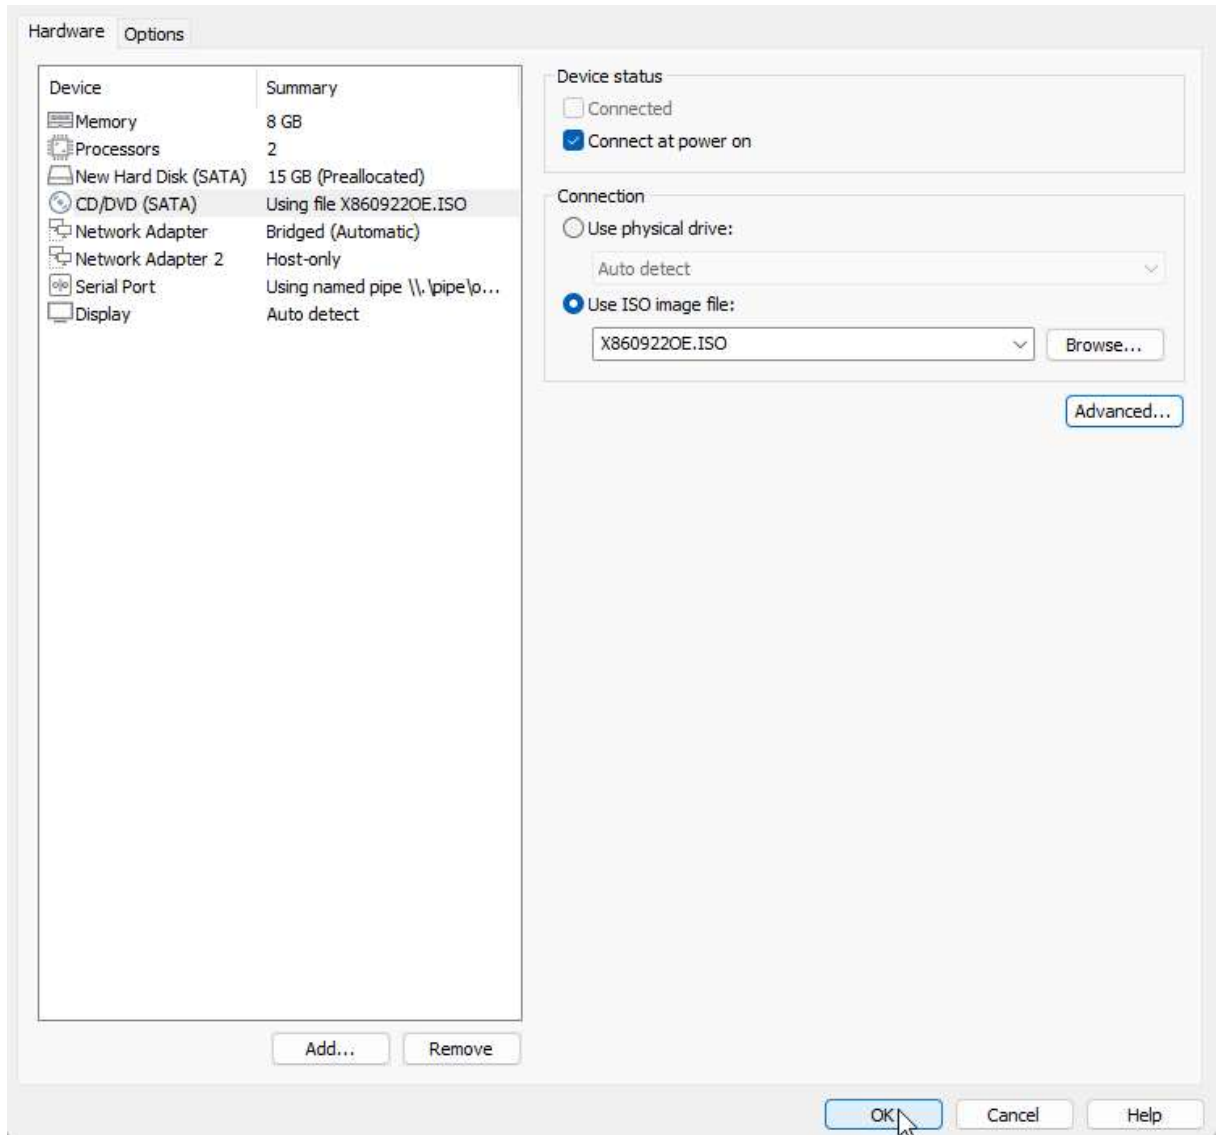 Hardware Options
Device Summary
Memory 8 GB
Processors 2
New Hard Disk (SATA) 15 GB (Preallocated)
CD/DVD (SATA) Using file X860922OE.ISO
Network Adapter Bridged (Automatic)
Network Adapter 2 Host-only
Serial Port Using named pipe \\.\pipe\o...
Display Auto detect
Add... Remove
Device status
Connected
Connect at power on
Connection
Use physical drive:
Auto detect
Use ISO image file:
X860922OE.ISO Browse...
Advanced...
OK Cancel Help